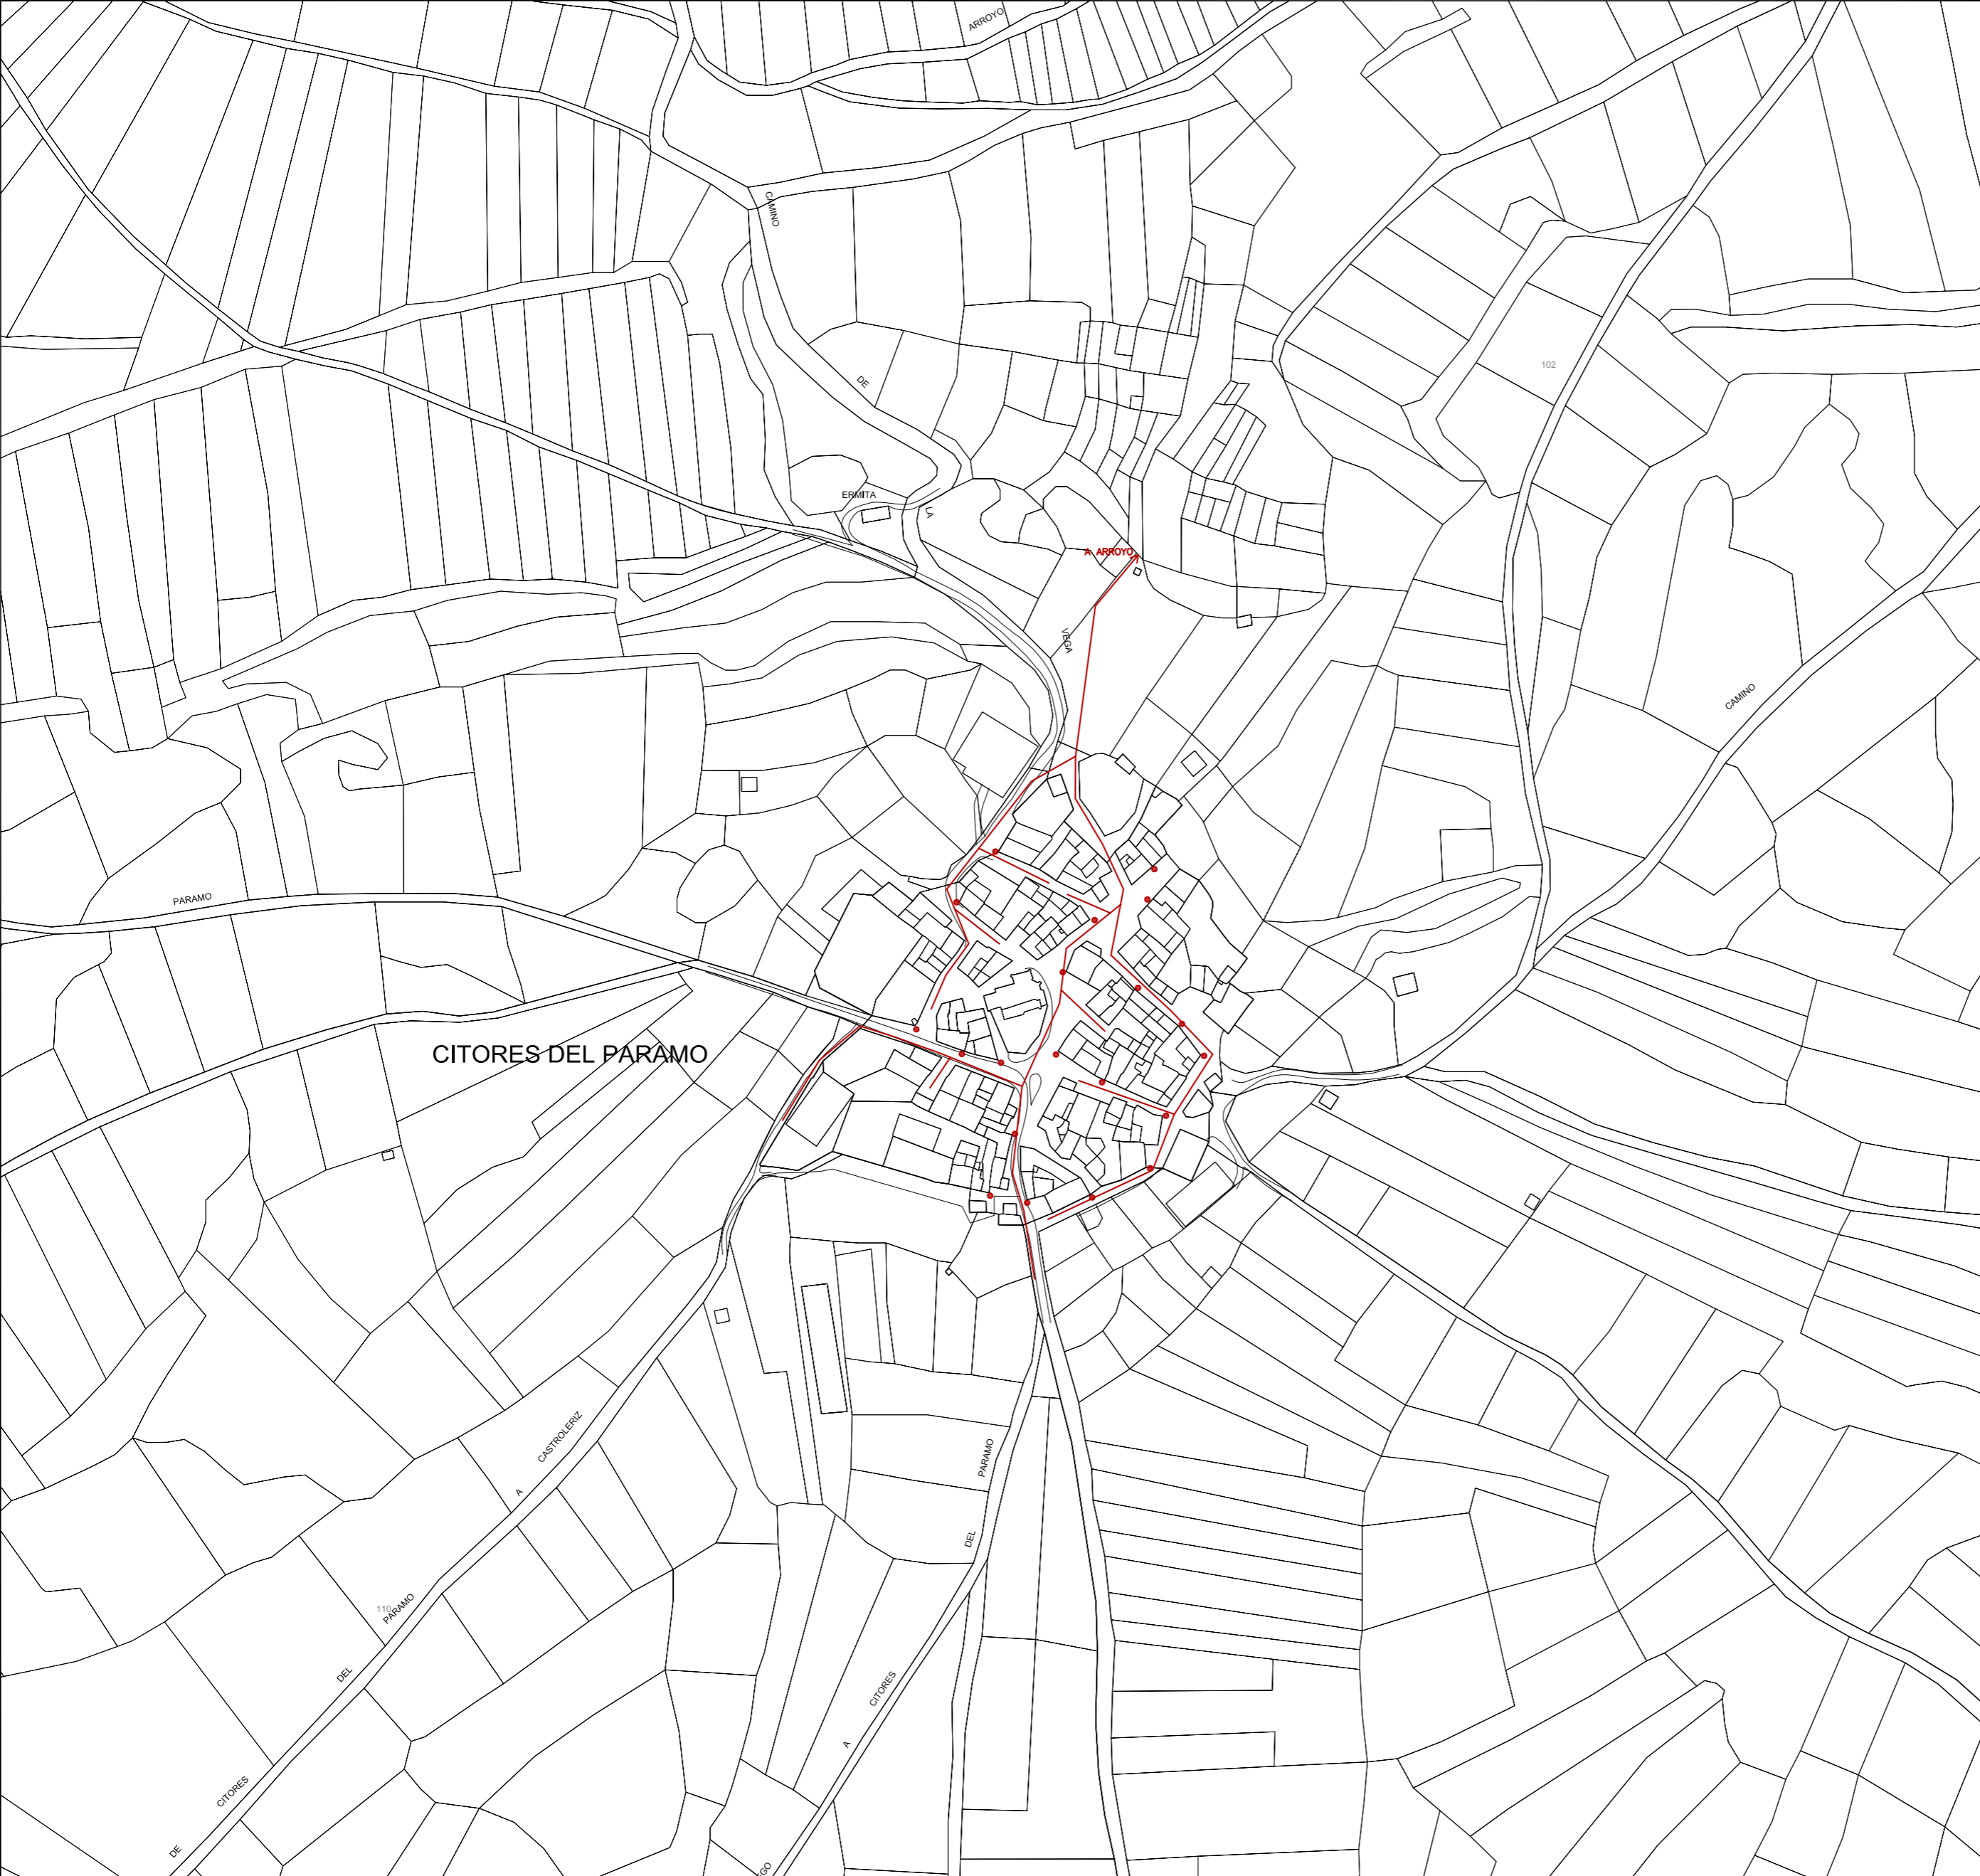 ARROYO
CAMINO
DE
102
ERMITA
LA
A ARROYO
VEGA
CAMINO
PARAMO
CITORES DEL PARAMO
CASTROLERIZ
A
PARAMO
DEL
110
PARAMO
DEL
DEL
CITORES
A
CITORES
DE
GO